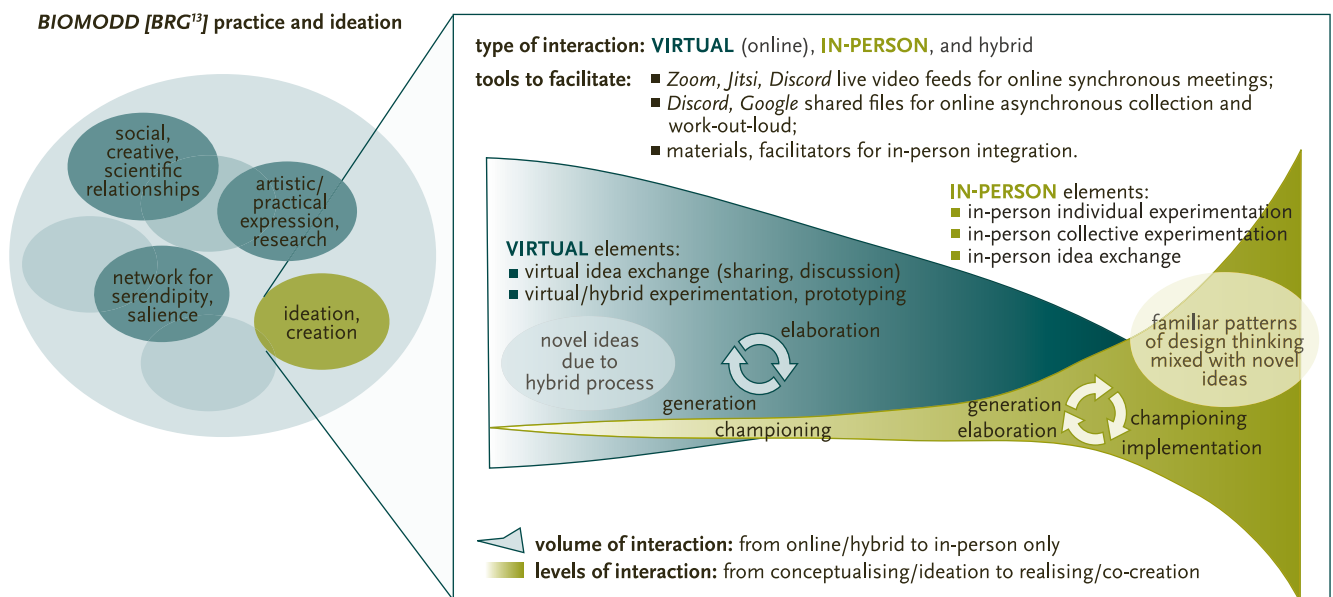 BIOMODD [BRG¹³] practice and ideation
social,
creative,
scientific
relationships
artistic/
practical
expression,
research
network for
serendipity,
salience
ideation,
creation
type of interaction: VIRTUAL (online), IN-PERSON, and hybrid
tools to facilitate:
■ Zoom, Jitsi, Discord live video feeds for online synchronous meetings;
■ Discord, Google shared files for online asynchronous collection and
work-out-loud;
■ materials, facilitators for in-person integration.
VIRTUAL elements:
■ virtual idea exchange (sharing, discussion)
■ virtual/hybrid experimentation, prototyping
novel ideas
due to
hybrid process
elaboration
generation
championing
IN-PERSON elements:
■ in-person individual experimentation
■ in-person collective experimentation
■ in-person idea exchange
familiar patterns
of design thinking
mixed with novel
ideas
generation
elaboration
championing
implementation
volume of interaction: from online/hybrid to in-person only
levels of interaction: from conceptualising/ideation to realising/co-creation